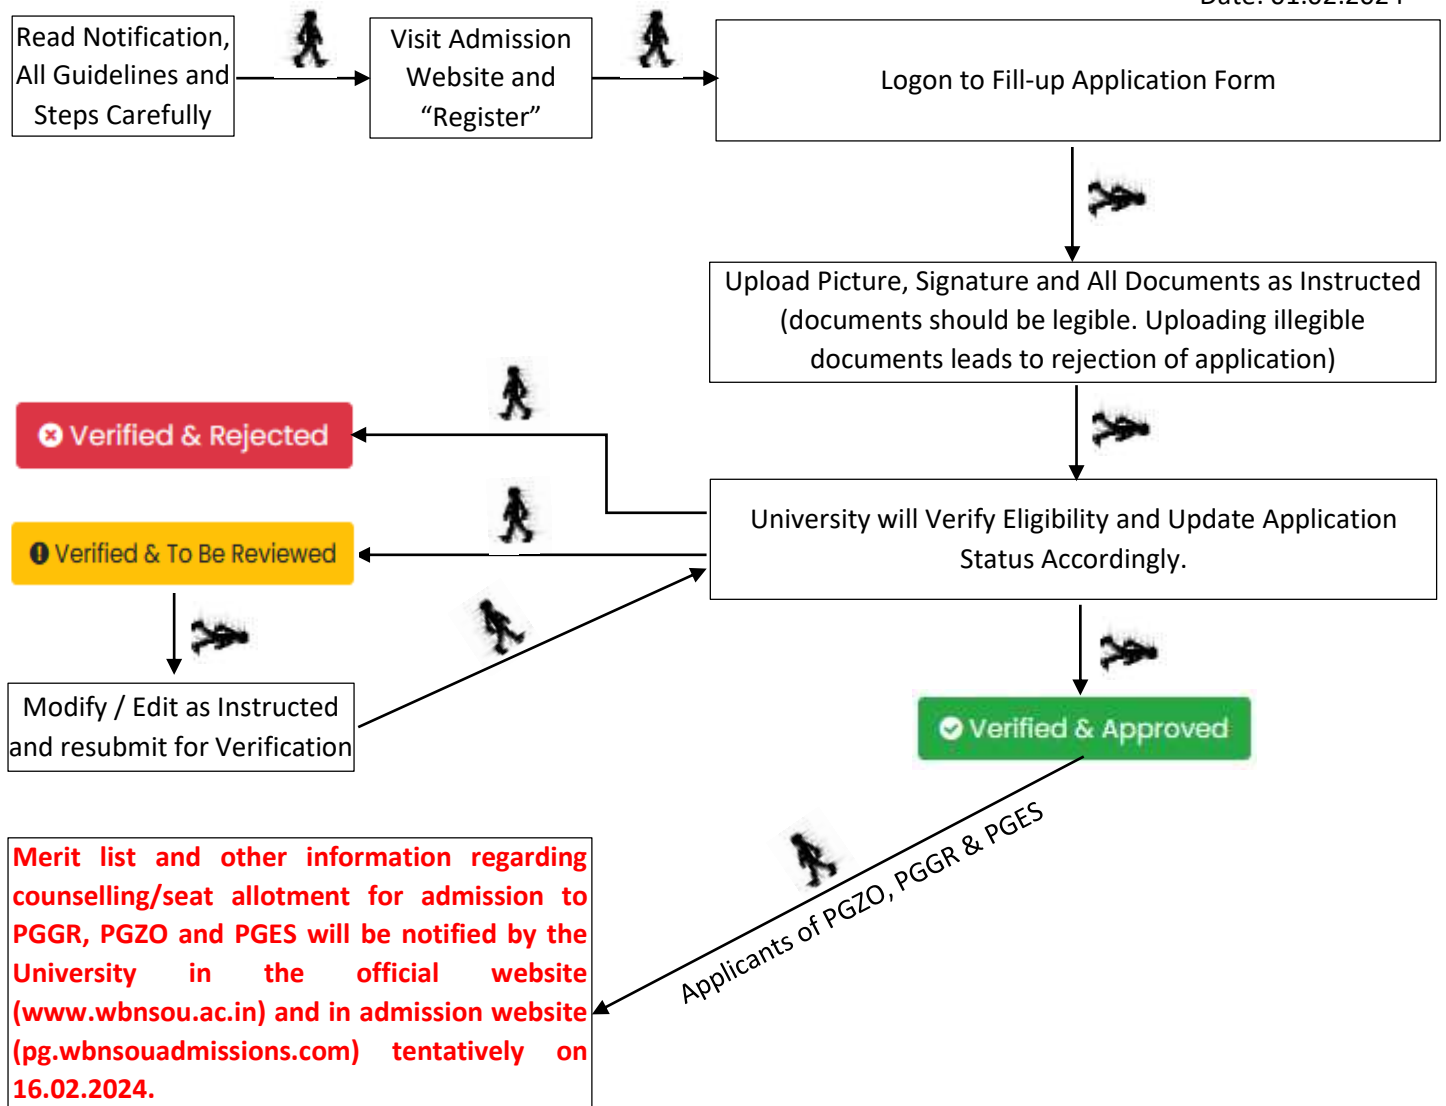 Date: 01.02.2024
Read Notification,
All Guidelines and
Steps Carefully
Visit Admission
Website and
“Register”
Logon to Fill-up Application Form
Upload Picture, Signature and All Documents as Instructed
(documents should be legible. Uploading illegible
documents leads to rejection of application)
Verified & Rejected
University will Verify Eligibility and Update Application
Status Accordingly.
Verified & To Be Reviewed
Modify / Edit as Instructed
and resubmit for Verification
Verified & Approved
Applicants of PGZO, PGGR & PGES
Merit list and other information regarding
counselling/seat allotment for admission to
PGGR, PGZO and PGES will be notified by the
University in the official website
(www.wbnsou.ac.in) and in admission website
(pg.wbnsouadmissions.com) tentatively on
16.02.2024.